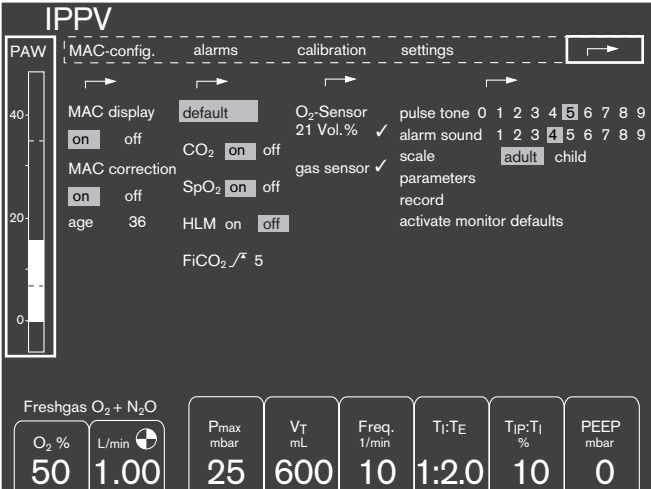 IPPV
PAW MAC-config. alarms calibration settings
MAC display default O₂-Sensor pulse tone 0 1 2 3 4 5 6 7 8 9
40 on off 21 Vol.% ✓ alarm sound 1 2 3 4 5 6 7 8 9
CO₂ on off scale adult child
MAC correction gas sensor ✓ parameters
on off SpO₂ on off record
20 age 36 HLM on off activate monitor defaults
FiCO₂ 5
0
Freshgas O₂ + N₂O
O₂ % L/min Pmax mbar VT mL Freq. 1/min TI:TE TIP:TI % PEEP mbar
50 1.00 25 600 10 1:2.0 10 0